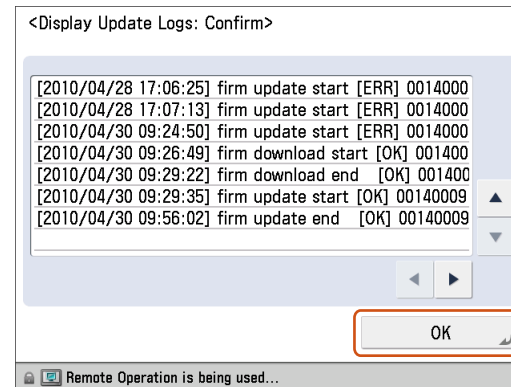 <Display Update Logs: Confirm>
[2010/04/28 17:06:25] firm update start [ERR] 0014000
[2010/04/28 17:07:13] firm update start [ERR] 0014000
[2010/04/30 09:24:50] firm update start [ERR] 0014000
[2010/04/30 09:26:49] firm download start [OK] 001400
[2010/04/30 09:29:22] firm download end [OK] 001400
[2010/04/30 09:29:35] firm update start [OK] 00140009
[2010/04/30 09:56:02] firm update end [OK] 00140009
OK
Remote Operation is being used...